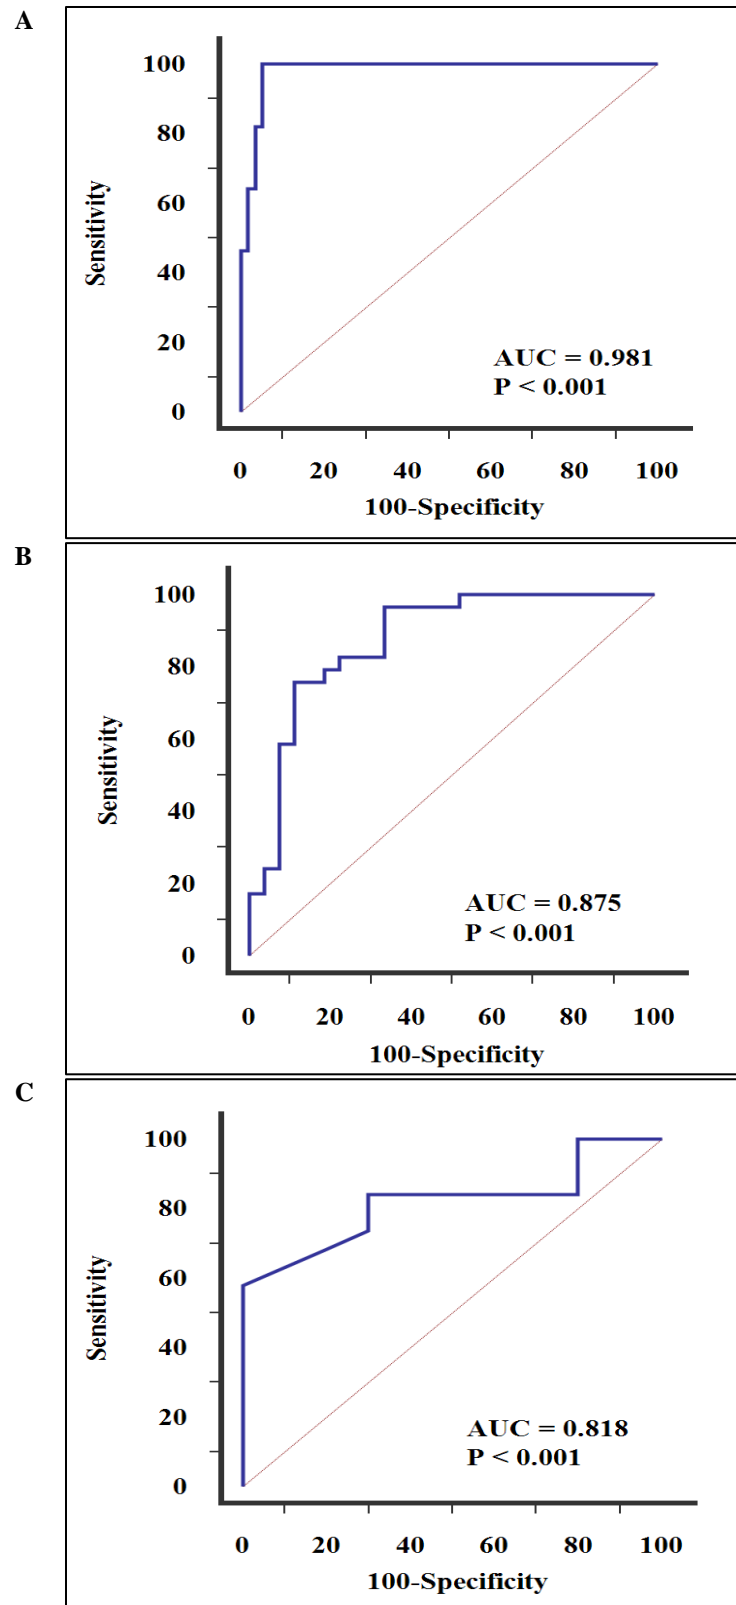 A
100
80
60
40
20
0
Sensitivity
AUC = 0.981
P < 0.001
0 20 40 60 80 100
100-Specificity
B
100
80
60
40
20
0
Sensitivity
AUC = 0.875
P < 0.001
0 20 40 60 80 100
100-Specificity
C
100
80
60
40
20
0
Sensitivity
AUC = 0.818
P < 0.001
0 20 40 60 80 100
100-Specificity